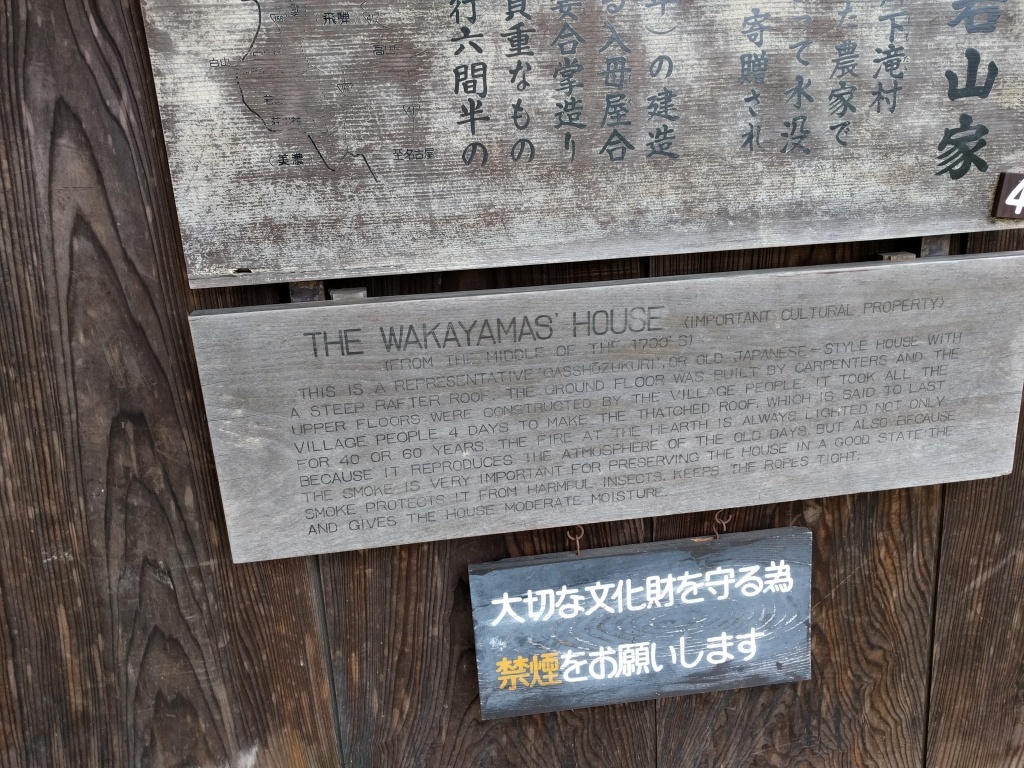 若山家
下滝村
た農家で
って水没
寄贈され
)の建造
る入母屋合
合掌造り
貴重なもの
行六間半の
飛騨
白山
美濃
至名古屋
4
THE WAKAYAMAS' HOUSE (IMPORTANT CULTURAL PROPERTY)
(FROM THE MIDDLE OF THE 1700'S)
THIS IS A REPRESENTATIVE "GASSHŌZUKURI", OR OLD JAPANESE-STYLE HOUSE WITH
A STEEP RAFTER ROOF. THE GROUND FLOOR WAS BUILT BY CARPENTERS AND THE
UPPER FLOORS WERE CONSTRUCTED BY THE VILLAGE PEOPLE. IT TOOK ALL THE
VILLAGE PEOPLE 4 DAYS TO MAKE THE THATCHED ROOF, WHICH IS SAID TO LAST
FOR 40 OR 60 YEARS. THE FIRE AT THE HEARTH IS ALWAYS LIGHTED NOT ONLY
BECAUSE IT REPRODUCES THE ATMOSPHERE OF THE OLD DAYS BUT ALSO BECAUSE
THE SMOKE IS VERY IMPORTANT FOR PRESERVING THE HOUSE IN A GOOD STATE.THE
SMOKE PROTECTS IT FROM HARMFUL INSECTS, KEEPS THE ROPES TIGHT,
AND GIVES THE HOUSE MODERATE MOISTURE.
大切な文化財を守る為
禁煙をお願いします